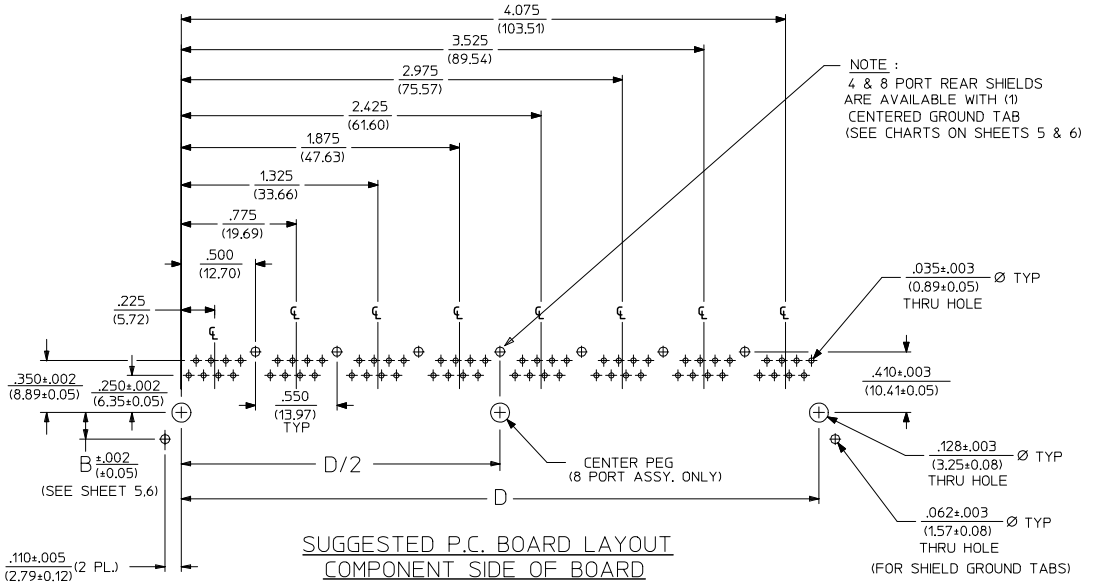 4.075
(103.51)
3.525
(89.54)
2.975
(75.57)
2.425
(61.60)
1.875
(47.63)
1.325
(33.66)
.775
(19.69)
.500
(12.70)
.225
(5.72)
NOTE :
4 & 8 PORT REAR SHIELDS
ARE AVAILABLE WITH (1)
CENTERED GROUND TAB
(SEE CHARTS ON SHEETS 5 & 6)
.035±.003
(0.89±0.05) Ø TYP
THRU HOLE
℄ ℄ ℄ ℄ ℄ ℄ ℄ ℄
.350±.002
(8.89±0.05)
.250±.002
(6.35±0.05)
.550
(13.97)
TYP
.410±.003
(10.41±0.05)
B ±.002
(±0.05)
(SEE SHEET 5,6)
D/2
CENTER PEG
(8 PORT ASSY. ONLY)
D
.128±.003
(3.25±0.08) Ø TYP
THRU HOLE
.062±.003
(1.57±0.08) Ø TYP
THRU HOLE
(FOR SHIELD GROUND TABS)
.110±.005
(2.79±0.12) (2 PL.)
SUGGESTED P.C. BOARD LAYOUT
COMPONENT SIDE OF BOARD